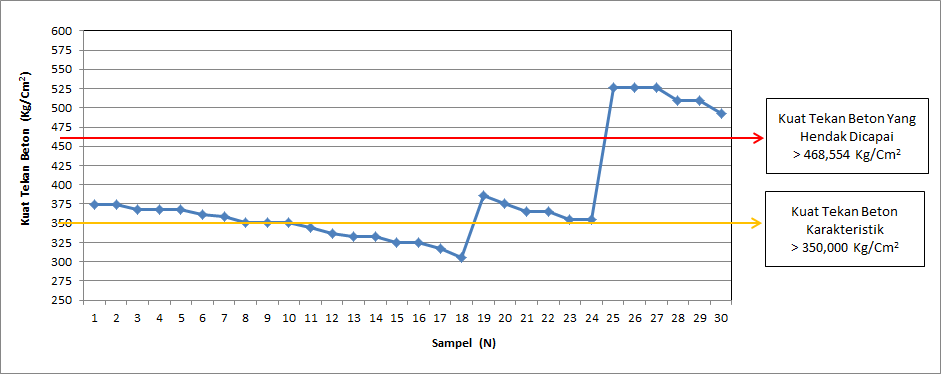 600
575
550
525
500
475
450
425
400
375
350
325
300
275
250
Kuat Tekan Beton (Kg/Cm²)
1 2 3 4 5 6 7 8 9 10 11 12 13 14 15 16 17 18 19 20 21 22 23 24 25 26 27 28 29 30
Sampel (N)
Kuat Tekan Beton Yang
Hendak Dicapai
> 468,554 Kg/Cm²
Kuat Tekan Beton
Karakteristik
> 350,000 Kg/Cm²